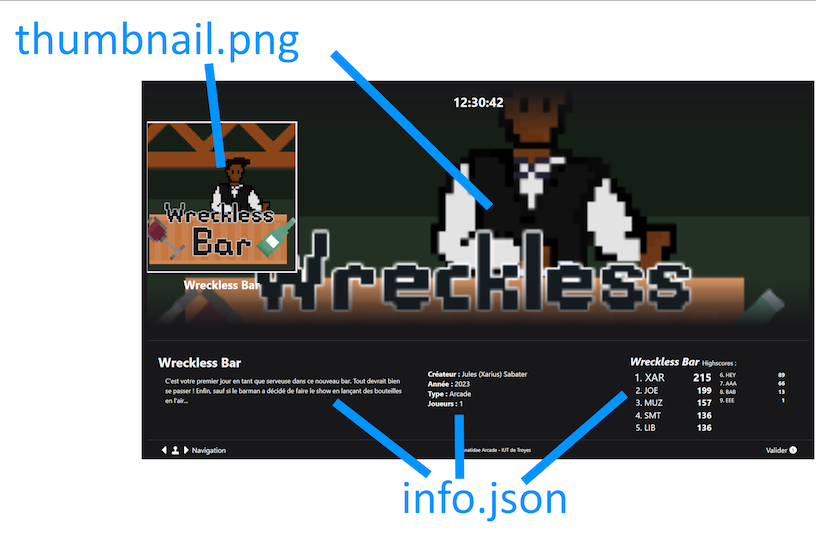 thumbnail.png
12:30:42
Wreckless
Bar
Wreckless
Wreckless Bar
Wreckless Bar
C'est votre premier jour en tant que serveuse dans ce nouveau bar. Tout devrait bien
se passer ! Enfin, sauf si le barman a décidé de faire le show en lançant des bouteilles
en l'air...
Créateur : Jules (Xarius) Sabater
Année : 2023
Type : Arcade
Joueurs : 1
Wreckless Bar Highscores :
1. XAR 215
2. JOE 199
3. MUZ 157
4. SMT 136
5. LIB 136
6. HEY 89
7. AAA 66
8. BAB 13
9. EEE 1
Navigation
natidae Arcade - IUT de Troyes
Valider
info.json